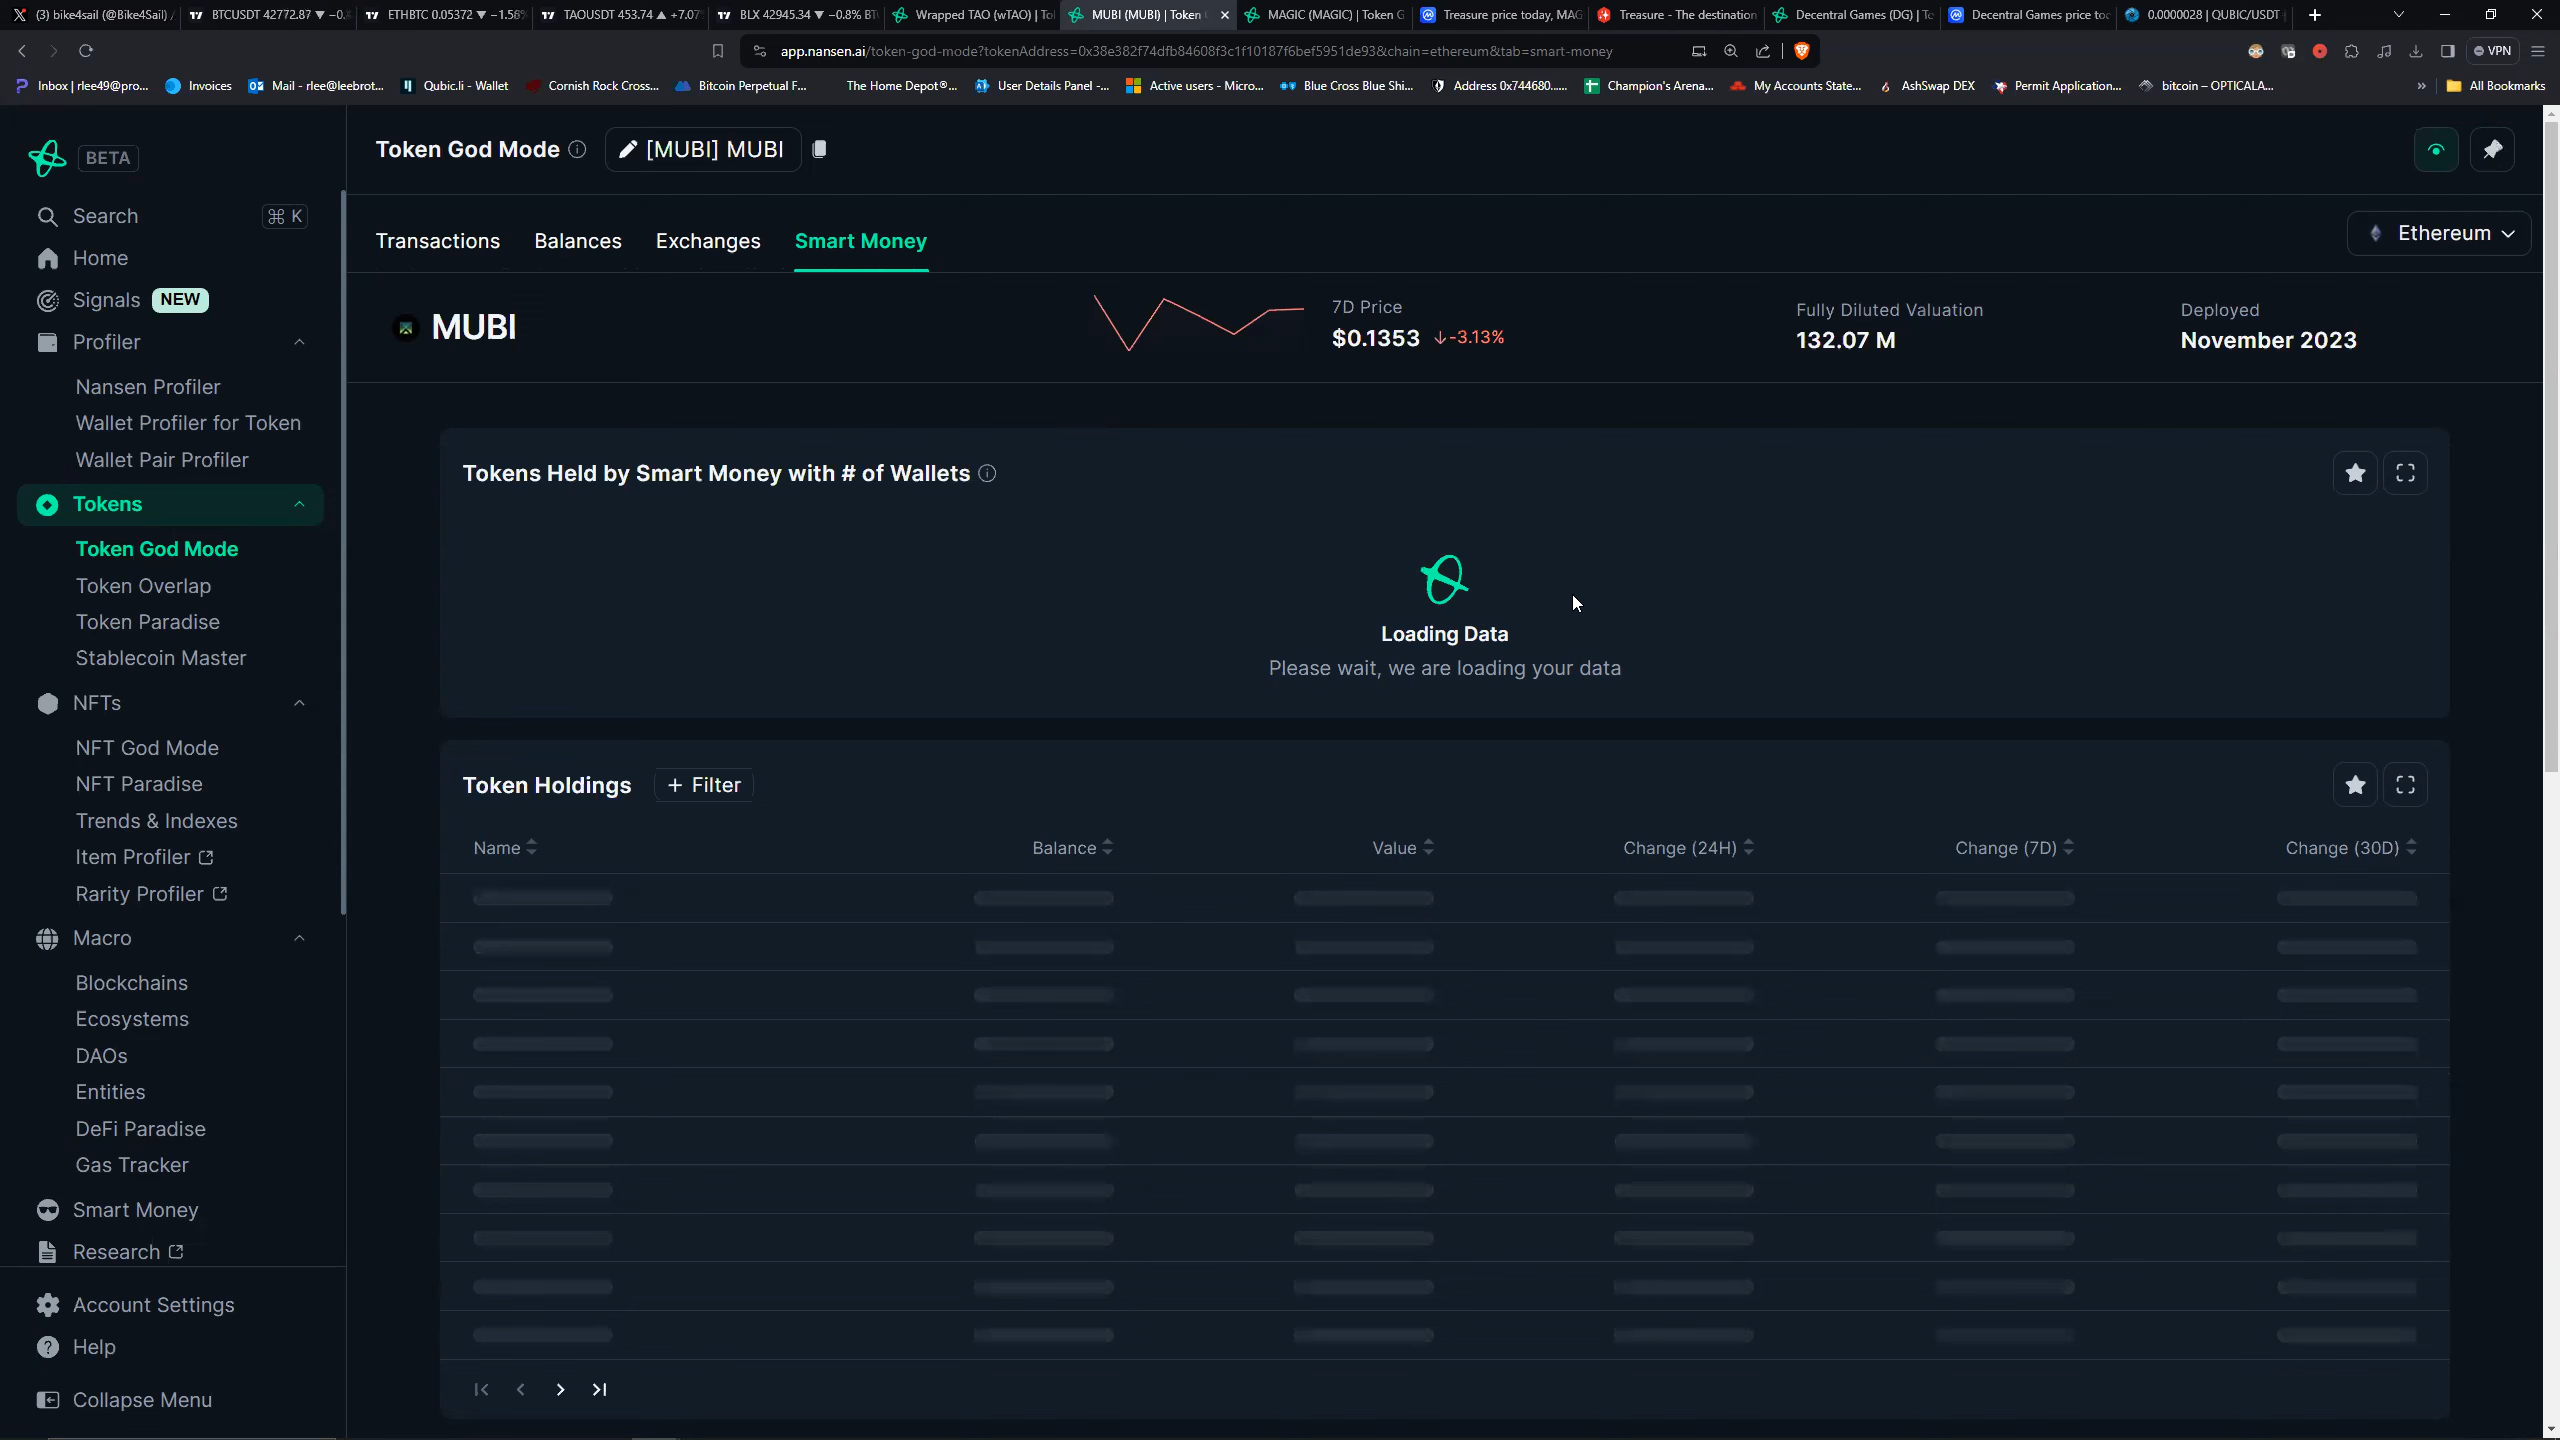 (3) bike4sail (@Bike4Sail) /
BTCUSDT 42772.87 ▼ −0.
ETHBTC 0.05372 ▼ −1.58%
TAOUSDT 453.74 ▲ +7.07
BLX 42945.34 ▼ −0.8%
Wrapped TAO (wTAO) | To
MUBI (MUBI) | Token
MAGIC (MAGIC) | Token G
Treasure price today, MAG
Treasure - The destination
Decentral Games (DG) | To
Decentral Games price to
0.0000028 | QUBIC/USDT
app.nansen.ai/token-god-mode?tokenAddress=0x38e382f74dfb84608f3c1f10187f6bef5951de93&chain=ethereum&tab=smart-money
VPN
Inbox | rlee49@pro...
Invoices
Mail - rlee@leebrot...
Qubic.li - Wallet
Cornish Rock Cross...
Bitcoin Perpetual F...
The Home Depot®...
User Details Panel -...
Active users - Micro...
Blue Cross Blue Shi...
Address 0x744680......
Champion's Arena...
My Accounts State...
AshSwap DEX
Permit Application...
bitcoin – OPTICALA...
»
All Bookmarks
BETA
Search
⌘ K
Home
Signals NEW
Profiler
Nansen Profiler
Wallet Profiler for Token
Wallet Pair Profiler
Tokens
Token God Mode
Token Overlap
Token Paradise
Stablecoin Master
NFTs
NFT God Mode
NFT Paradise
Trends & Indexes
Item Profiler
Rarity Profiler
Macro
Blockchains
Ecosystems
DAOs
Entities
DeFi Paradise
Gas Tracker
Smart Money
Research
Account Settings
Help
Collapse Menu
Token God Mode
[MUBI] MUBI
Transactions
Balances
Exchanges
Smart Money
Ethereum
MUBI
7D Price
$0.1353 ↓-3.13%
Fully Diluted Valuation
132.07 M
Deployed
November 2023
Tokens Held by Smart Money with # of Wallets
Loading Data
Please wait, we are loading your data
Token Holdings
+ Filter
Name
Balance
Value
Change (24H)
Change (7D)
Change (30D)